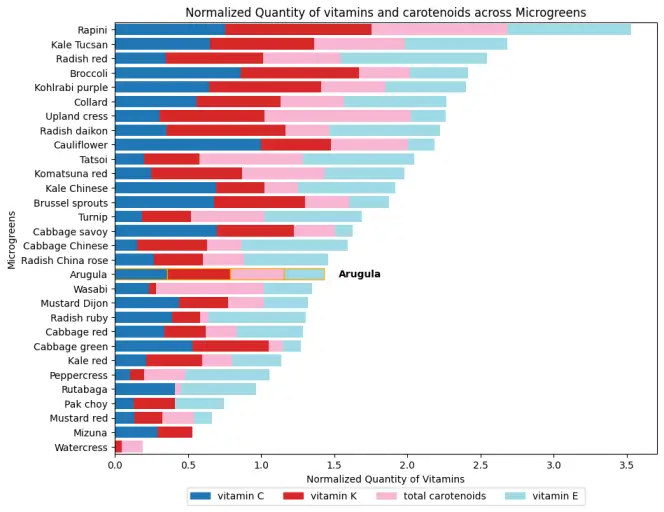 Normalized Quantity of vitamins and carotenoids across Microgreens
Microgreens
Rapini
Kale Tucsan
Radish red
Broccoli
Kohlrabi purple
Collard
Upland cress
Radish daikon
Cauliflower
Tatsoi
Komatsuna red
Kale Chinese
Brussel sprouts
Turnip
Cabbage savoy
Cabbage Chinese
Radish China rose
Arugula Arugula
Wasabi
Mustard Dijon
Radish ruby
Cabbage red
Cabbage green
Kale red
Peppercress
Rutabaga
Pak choy
Mustard red
Mizuna
Watercress
0.0 0.5 1.0 1.5 2.0 2.5 3.0 3.5
Normalized Quantity of Vitamins
vitamin C vitamin K total carotenoids vitamin E